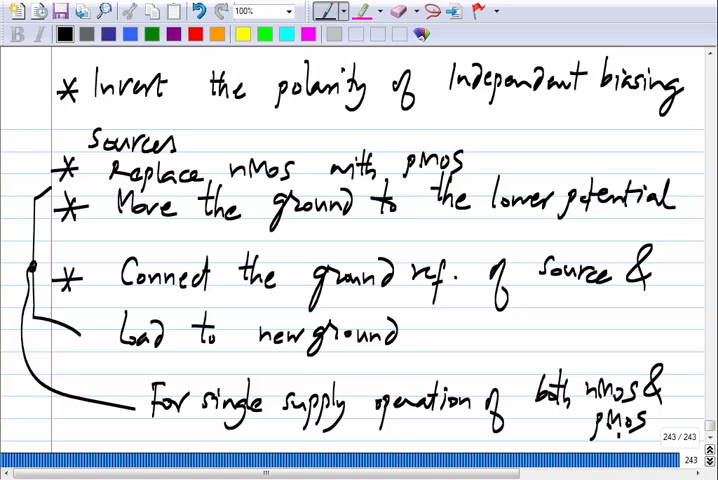 100%
* Invert the polarity of Independent biasing
Sources
* Replace nMOS with pMOS
* Move the ground to the lower potential
* Connect the ground ref. of source &
Load to new ground
For single supply operation of both nMOS &
pMOS
243 / 243
243